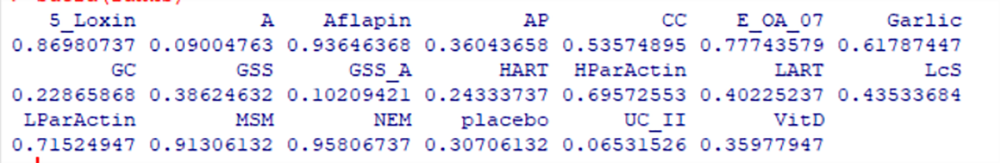 5_Loxin A Aflapin AP CC E_OA_07 Garlic
0.86980737 0.09004763 0.93646368 0.36043658 0.53574895 0.77743579 0.61787447
GC GSS GSS_A HART HParActin LART LcS
0.22865868 0.38624632 0.10209421 0.24333737 0.69572553 0.40225237 0.43533684
LParActin MSM NEM placebo UC_II VitD
0.71524947 0.91306132 0.95806737 0.30706132 0.06531526 0.35977947